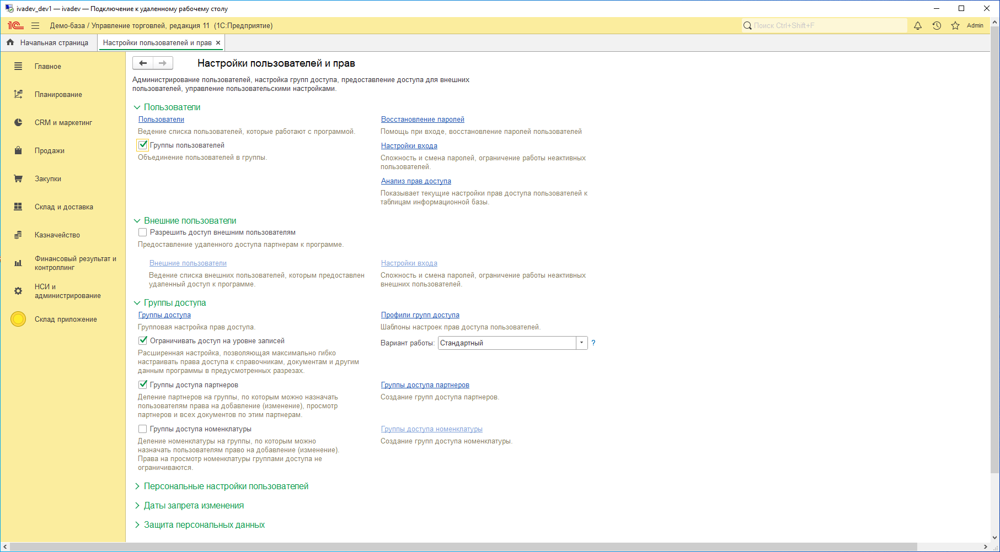 ivadev_dev1 — ivadev — Подключение к удаленному рабочему столу
1С Демо-база / Управление торговлей, редакция 11 (1С:Предприятие)
Поиск Ctrl+Shift+F
Admin
Начальная страница
Настройки пользователей и прав ×
Главное
Планирование
CRM и маркетинг
Продажи
Закупки
Склад и доставка
Казначейство
Финансовый результат и
контроллинг
НСИ и
администрирование
Склад приложение
Настройки пользователей и прав
Администрирование пользователей, настройка групп доступа, предоставление доступа для внешних
пользователей, управление пользовательскими настройками.
Пользователи
Пользователи
Ведение списка пользователей, которые работают с программой.
Группы пользователей
Объединение пользователей в группы.
Восстановление паролей
Помощь при входе, восстановление паролей пользователей
Настройки входа
Сложность и смена паролей, ограничение работы неактивных
пользователей.
Анализ прав доступа
Показывает текущие настройки прав доступа пользователей к
таблицам информационной базы.
Внешние пользователи
Разрешить доступ внешним пользователям
Предоставление удаленного доступа партнерам к программе.
Внешние пользователи
Ведение списка внешних пользователей, которым предоставлен
удаленный доступ к программе.
Настройки входа
Сложность и смена паролей, ограничение работы неактивных
внешних пользователей.
Группы доступа
Группы доступа
Групповая настройка прав доступа.
Профили групп доступа
Шаблоны настроек прав доступа пользователей.
Ограничивать доступ на уровне записей
Расширенная настройка, позволяющая максимально гибко
настраивать права доступа к справочникам, документам и другим
данным программы в предусмотренных разрезах.
Вариант работы: Стандартный ?
Группы доступа партнеров
Деление партнеров на группы, по которым можно назначать
пользователям права на добавление (изменение), просмотр
партнеров и всех документов по этим партнерам.
Группы доступа партнеров
Создание групп доступа партнеров.
Группы доступа номенклатуры
Деление номенклатуры на группы, по которым можно
назначать пользователям право на добавление (изменение).
Права на просмотр номенклатуры группами доступа не
ограничиваются.
Группы доступа номенклатуры
Создание групп доступа номенклатуры.
Персональные настройки пользователей
Даты запрета изменения
Защита персональных данных